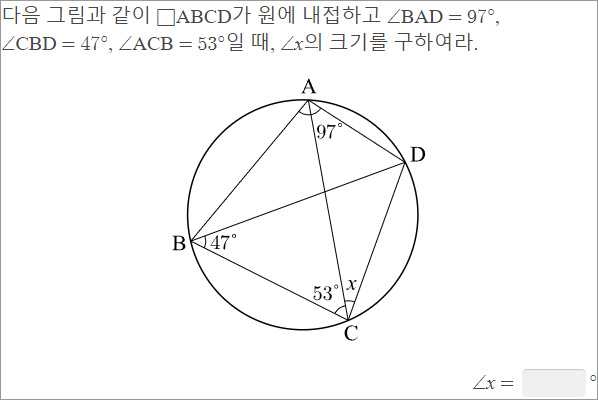 다음 그림과 같이 □ABCD가 원에 내접하고 ∠BAD = 97°,
∠CBD = 47°, ∠ACB = 53°일 때, ∠x의 크기를 구하여라.
A
97°
D
B
47°
53°
x
C
∠x = °